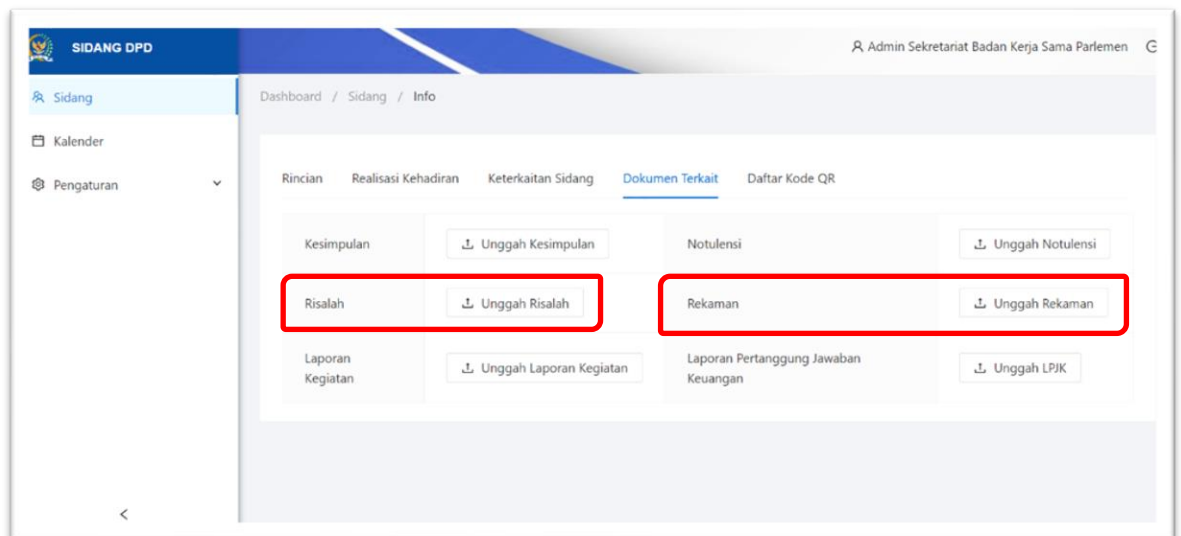 SIDANG DPD
Admin Sekretariat Badan Kerja Sama Parlemen
Sidang
Dashboard / Sidang / Info
Kalender
Pengaturan
Rincian Realisasi Kehadiran Keterkaitan Sidang Dokumen Terkait Daftar Kode QR
Kesimpulan Unggah Kesimpulan Notulensi Unggah Notulensi
Risalah Unggah Risalah Rekaman Unggah Rekaman
Laporan
Kegiatan
Unggah Laporan Kegiatan
Laporan Pertanggung Jawaban
Keuangan
Unggah LPJK